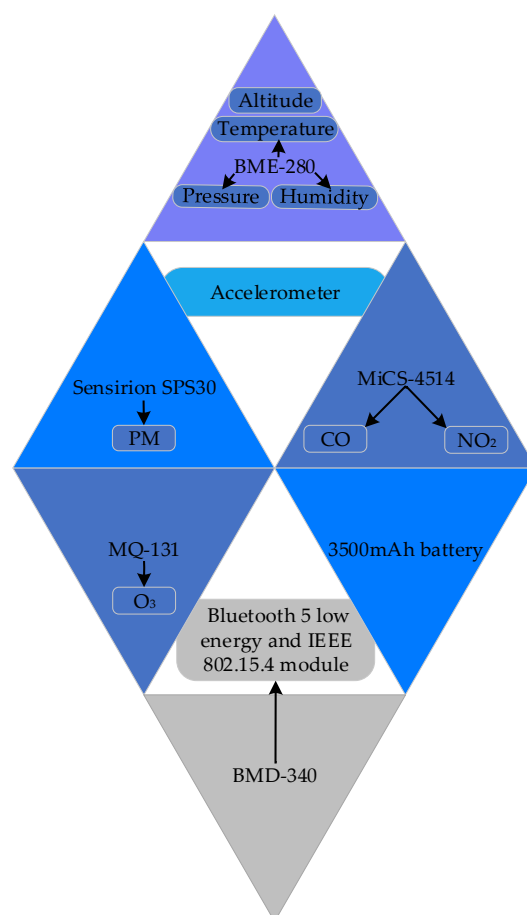 Altitude
Temperature
BME-280
Pressure
Humidity
Accelerometer
Sensirion SPS30
PM
MiCS-4514
CO
NO₂
MQ-131
O₃
3500mAh battery
Bluetooth 5 low
energy and IEEE
802.15.4 module
BMD-340